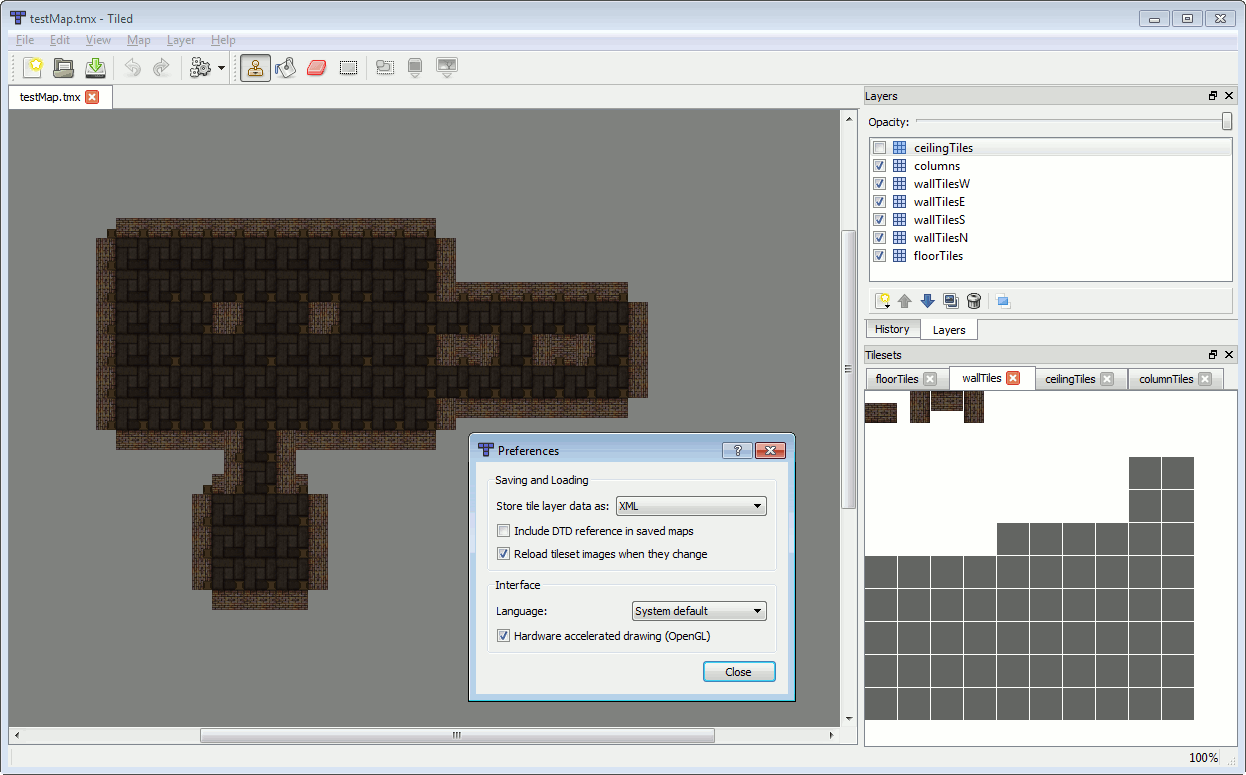 testMap.tmx - Tiled
File Edit View Map Layer Help
testMap.tmx
Layers
Opacity:
ceilingTiles
columns
wallTilesW
wallTilesE
wallTilesS
wallTilesN
floorTiles
History Layers
Tilesets
floorTiles wallTiles ceilingTiles columnTiles
Preferences
Saving and Loading
Store tile layer data as: XML
Include DTD reference in saved maps
Reload tileset images when they change
Interface
Language: System default
Hardware accelerated drawing (OpenGL)
Close
100%